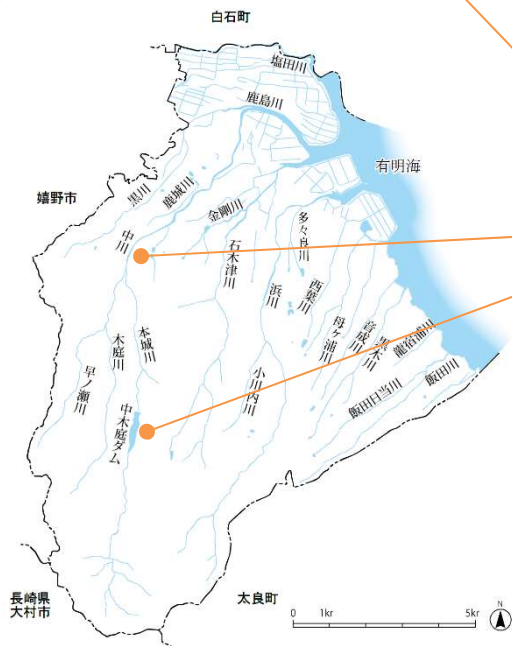 白石町
塩田川
鹿島川
有明海
嬉野市
黒川
鹿城川
金剛川
中川
石木津川
多々良川
浜川
西葉川
母ヶ浦川
音成川
黒木川
龍宿浦川
本城川
木庭川
早ノ瀬川
小川内川
飯田川
飯田目当川
中木庭ダム
長崎県
大村市
太良町
0 1kr 5kr
N